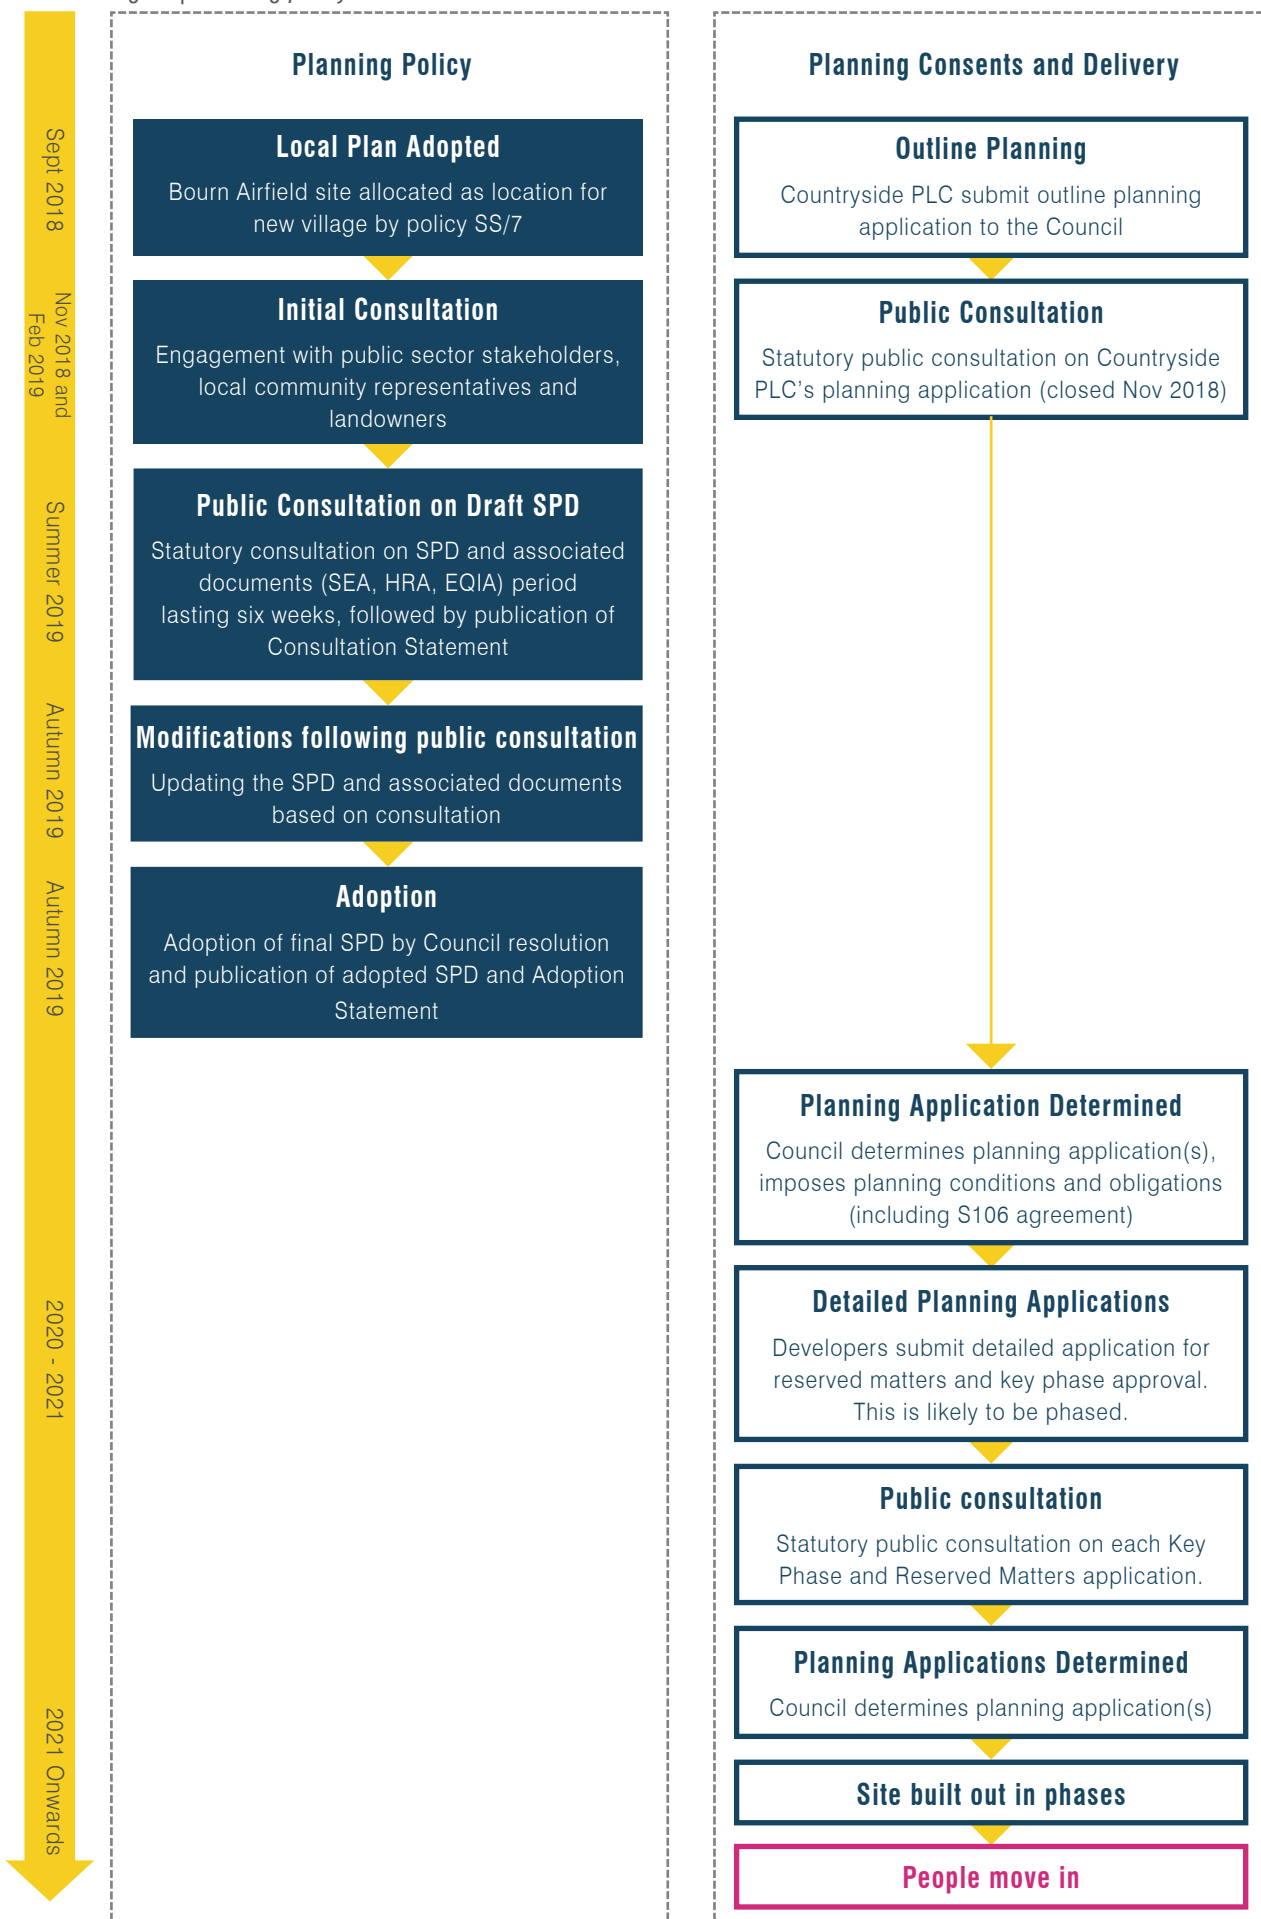 Planning Policy
Sept 2018
Nov 2018 and
Feb 2019
Summer 2019
Autumn 2019
Autumn 2019
2020 - 2021
2021 Onwards
Local Plan Adopted
Bourn Airfield site allocated as location for
new village by policy SS/7
Initial Consultation
Engagement with public sector stakeholders,
local community representatives and
landowners
Public Consultation on Draft SPD
Statutory consultation on SPD and associated
documents (SEA, HRA, EQIA) period
lasting six weeks, followed by publication of
Consultation Statement
Modifications following public consultation
Updating the SPD and associated documents
based on consultation
Adoption
Adoption of final SPD by Council resolution
and publication of adopted SPD and Adoption
Statement
Planning Consents and Delivery
Outline Planning
Countryside PLC submit outline planning
application to the Council
Public Consultation
Statutory public consultation on Countryside
PLC's planning application (closed Nov 2018)
Planning Application Determined
Council determines planning application(s),
imposes planning conditions and obligations
(including S106 agreement)
Detailed Planning Applications
Developers submit detailed application for
reserved matters and key phase approval.
This is likely to be phased.
Public consultation
Statutory public consultation on each Key
Phase and Reserved Matters application.
Planning Applications Determined
Council determines planning application(s)
Site built out in phases
People move in